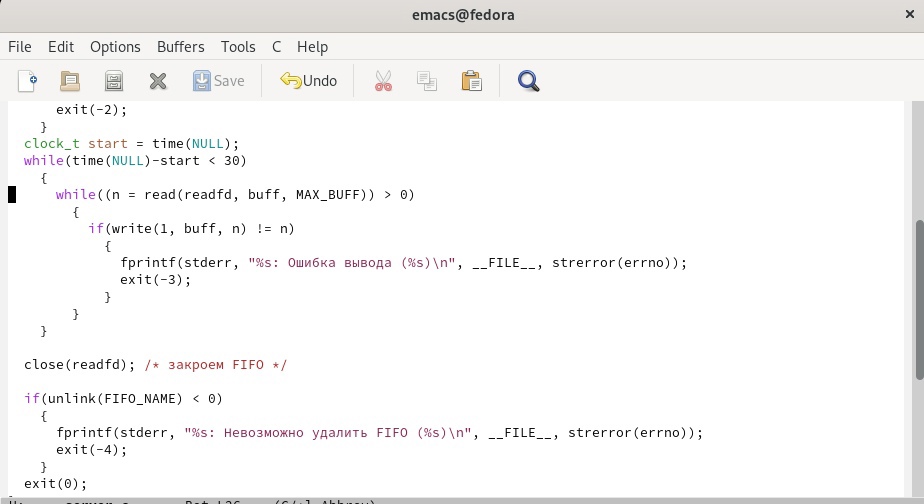 emacs@fedora
File Edit Options Buffers Tools C Help
Save Undo
exit(-2);
}
clock_t start = time(NULL);
while(time(NULL)-start < 30)
{
while((n = read(readfd, buff, MAX_BUFF)) > 0)
{
if(write(1, buff, n) != n)
{
fprintf(stderr, "%s: Ошибка вывода (%s)\n", __FILE__, strerror(errno));
exit(-3);
}
}
}
close(readfd); /* закроем FIFO */
if(unlink(FIFO_NAME) < 0)
{
fprintf(stderr, "%s: Невозможно удалить FIFO (%s)\n", __FILE__, strerror(errno));
exit(-4);
}
exit(0);